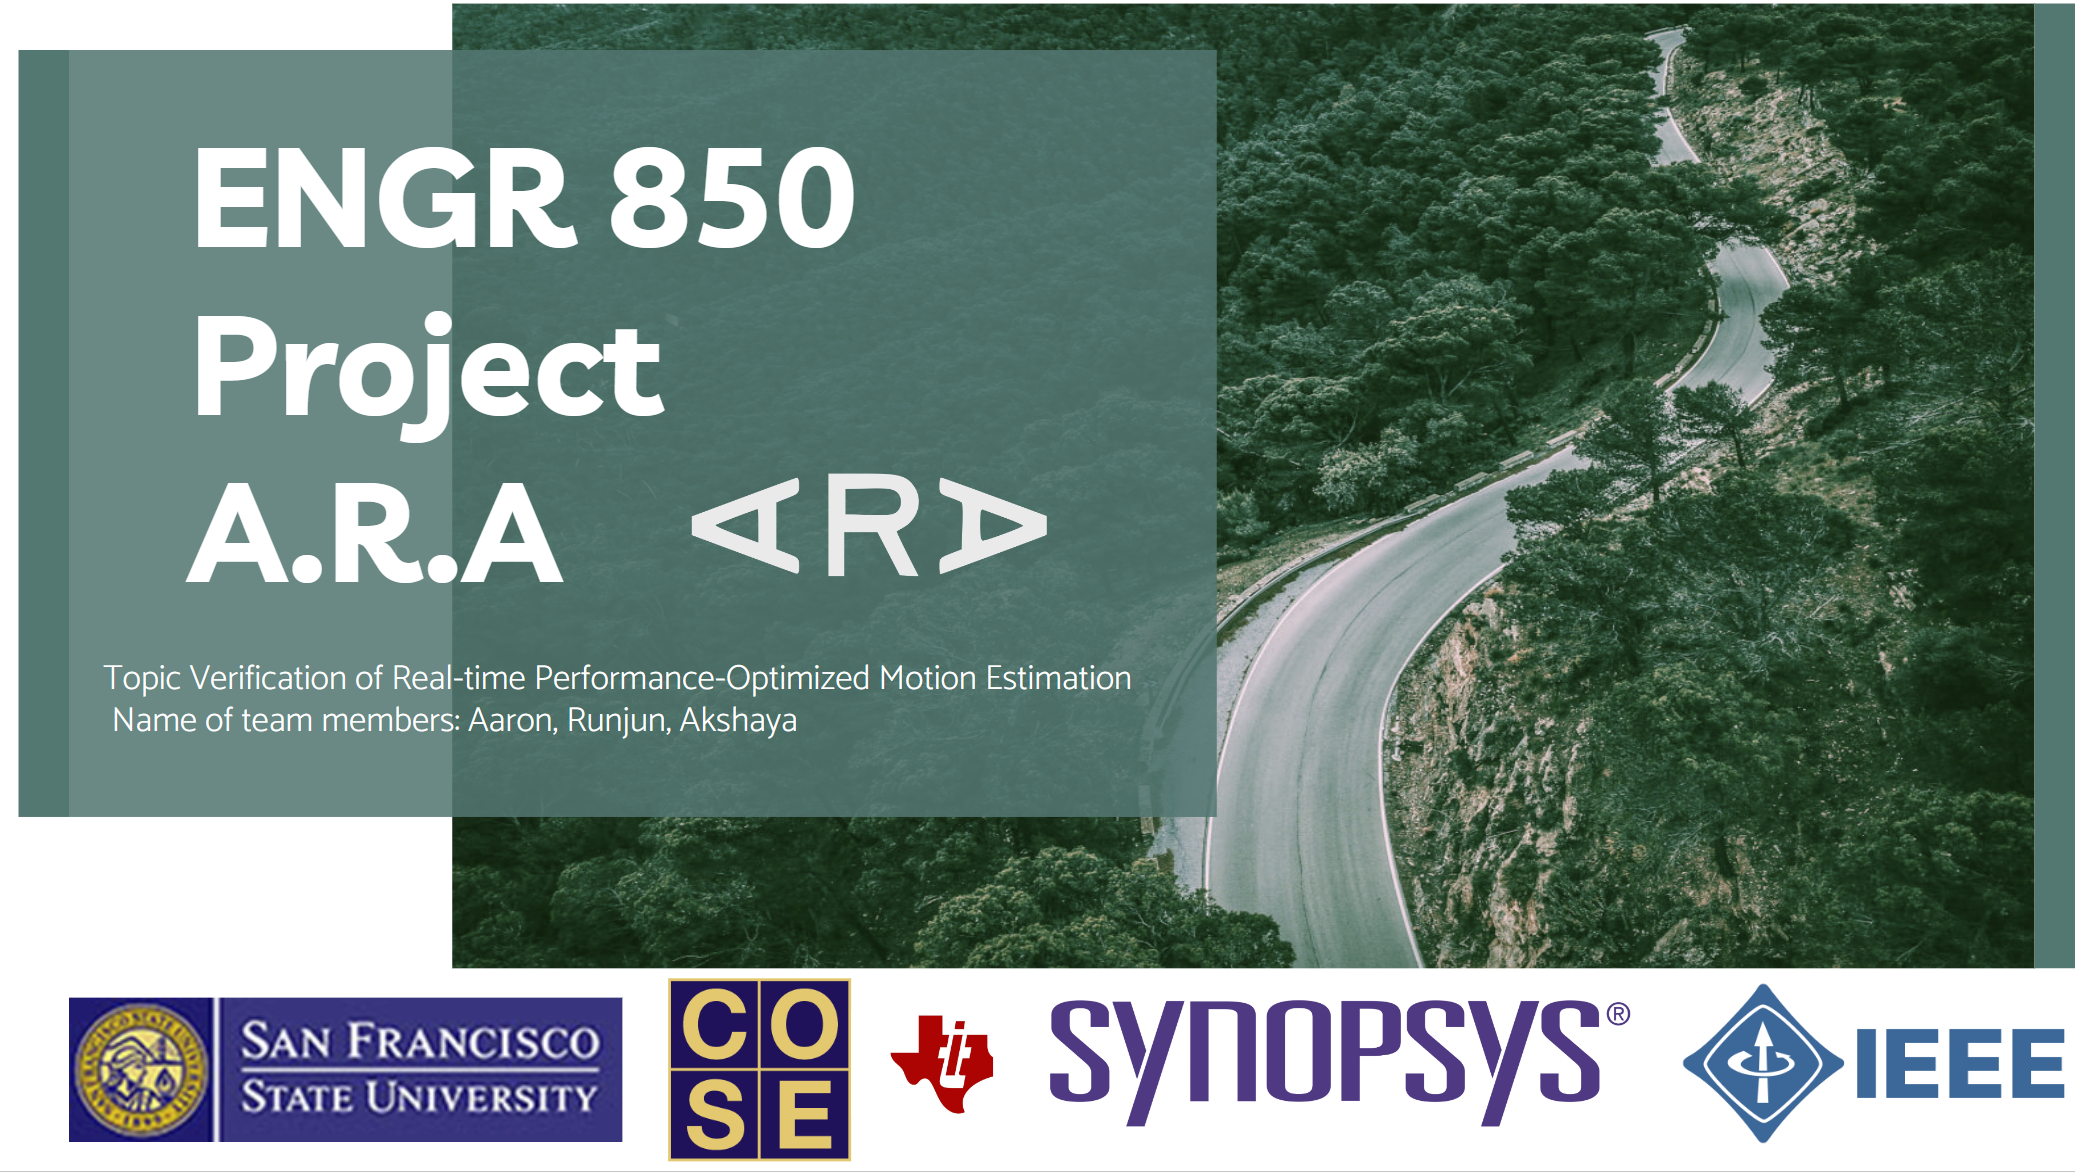 ENGR 850
Project
A.R.A
ARA
Topic Verification of Real-time Performance-Optimized Motion Estimation
Name of team members: Aaron, Runjun, Akshaya
SAN FRANCISCO
STATE UNIVERSITY
CO
SE
SYNOPSYS®
IEEE